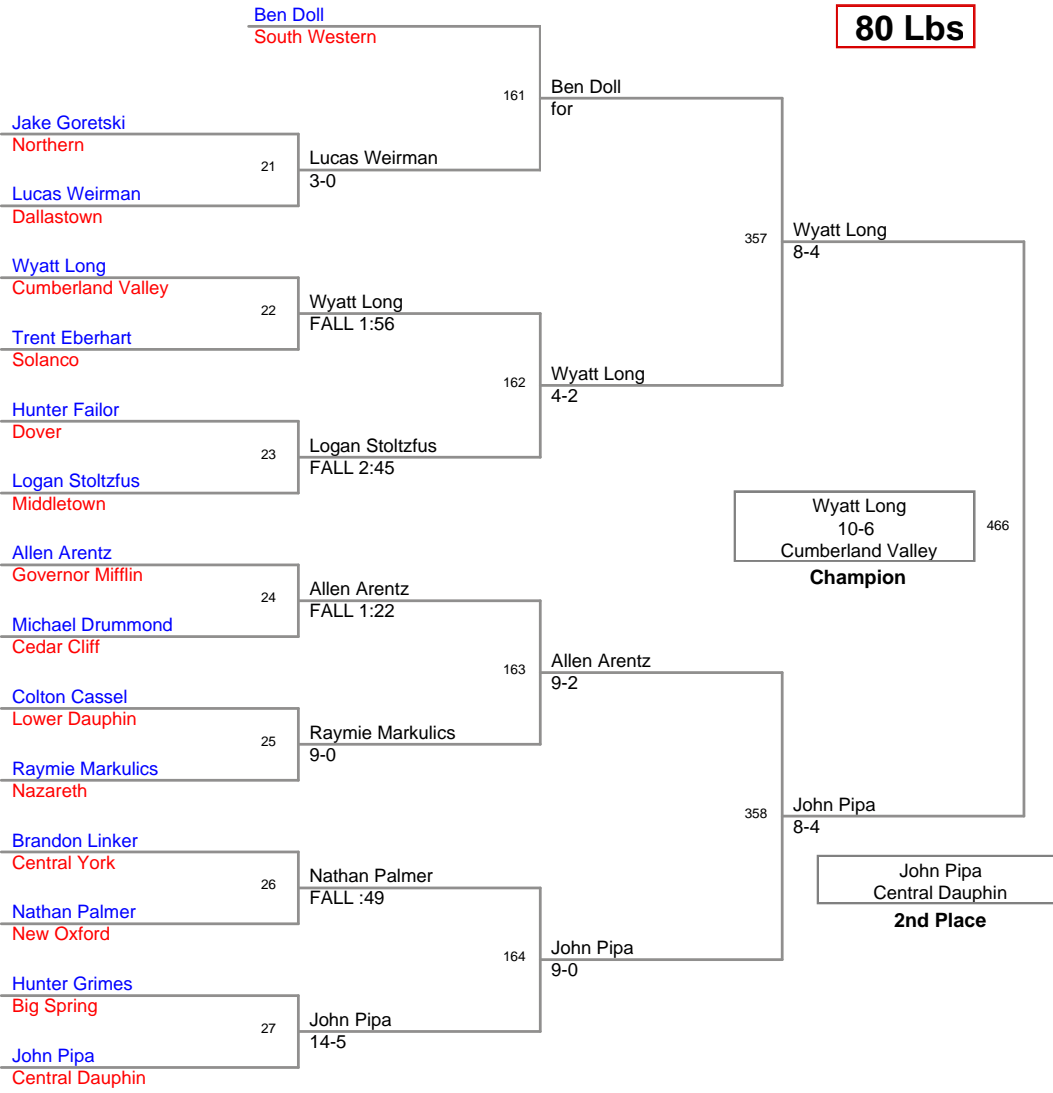 Ben Doll
South Western
80 Lbs
161
Ben Doll
for
Jake Goretski
Northern
21
Lucas Weirman
3-0
Lucas Weirman
Dallastown
357
Wyatt Long
8-4
Wyatt Long
Cumberland Valley
22
Wyatt Long
FALL 1:56
Trent Eberhart
Solanco
162
Wyatt Long
4-2
Hunter Failor
Dover
23
Logan Stoltzfus
FALL 2:45
Logan Stoltzfus
Middletown
Wyatt Long
10-6
Cumberland Valley
466
Champion
Allen Arentz
Governor Mifflin
24
Allen Arentz
FALL 1:22
Michael Drummond
Cedar Cliff
163
Allen Arentz
9-2
Colton Cassel
Lower Dauphin
25
Raymie Markulics
9-0
Raymie Markulics
Nazareth
358
John Pipa
8-4
Brandon Linker
Central York
26
Nathan Palmer
FALL :49
John Pipa
Central Dauphin
2nd Place
Nathan Palmer
New Oxford
164
John Pipa
9-0
Hunter Grimes
Big Spring
27
John Pipa
14-5
John Pipa
Central Dauphin